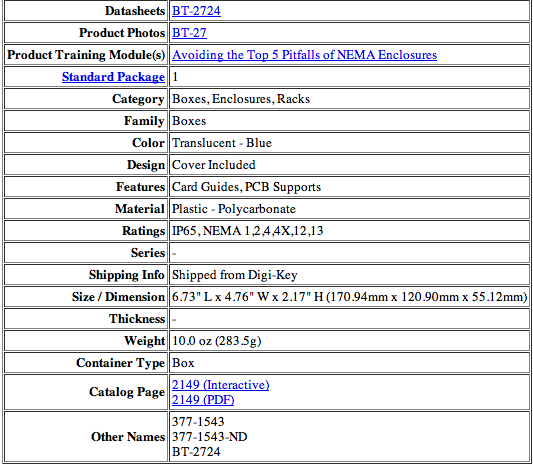 Datasheets BT-2724
Product Photos BT-27
Product Training Module(s) Avoiding the Top 5 Pitfalls of NEMA Enclosures
Standard Package 1
Category Boxes, Enclosures, Racks
Family Boxes
Color Translucent - Blue
Design Cover Included
Features Card Guides, PCB Supports
Material Plastic - Polycarbonate
Ratings IP65, NEMA 1,2,4,4X,12,13
Series -
Shipping Info Shipped from Digi-Key
Size / Dimension 6.73" L x 4.76" W x 2.17" H (170.94mm x 120.90mm x 55.12mm)
Thickness -
Weight 10.0 oz (283.5g)
Container Type Box
Catalog Page 2149 (Interactive)
2149 (PDF)
Other Names 377-1543
377-1543-ND
BT-2724